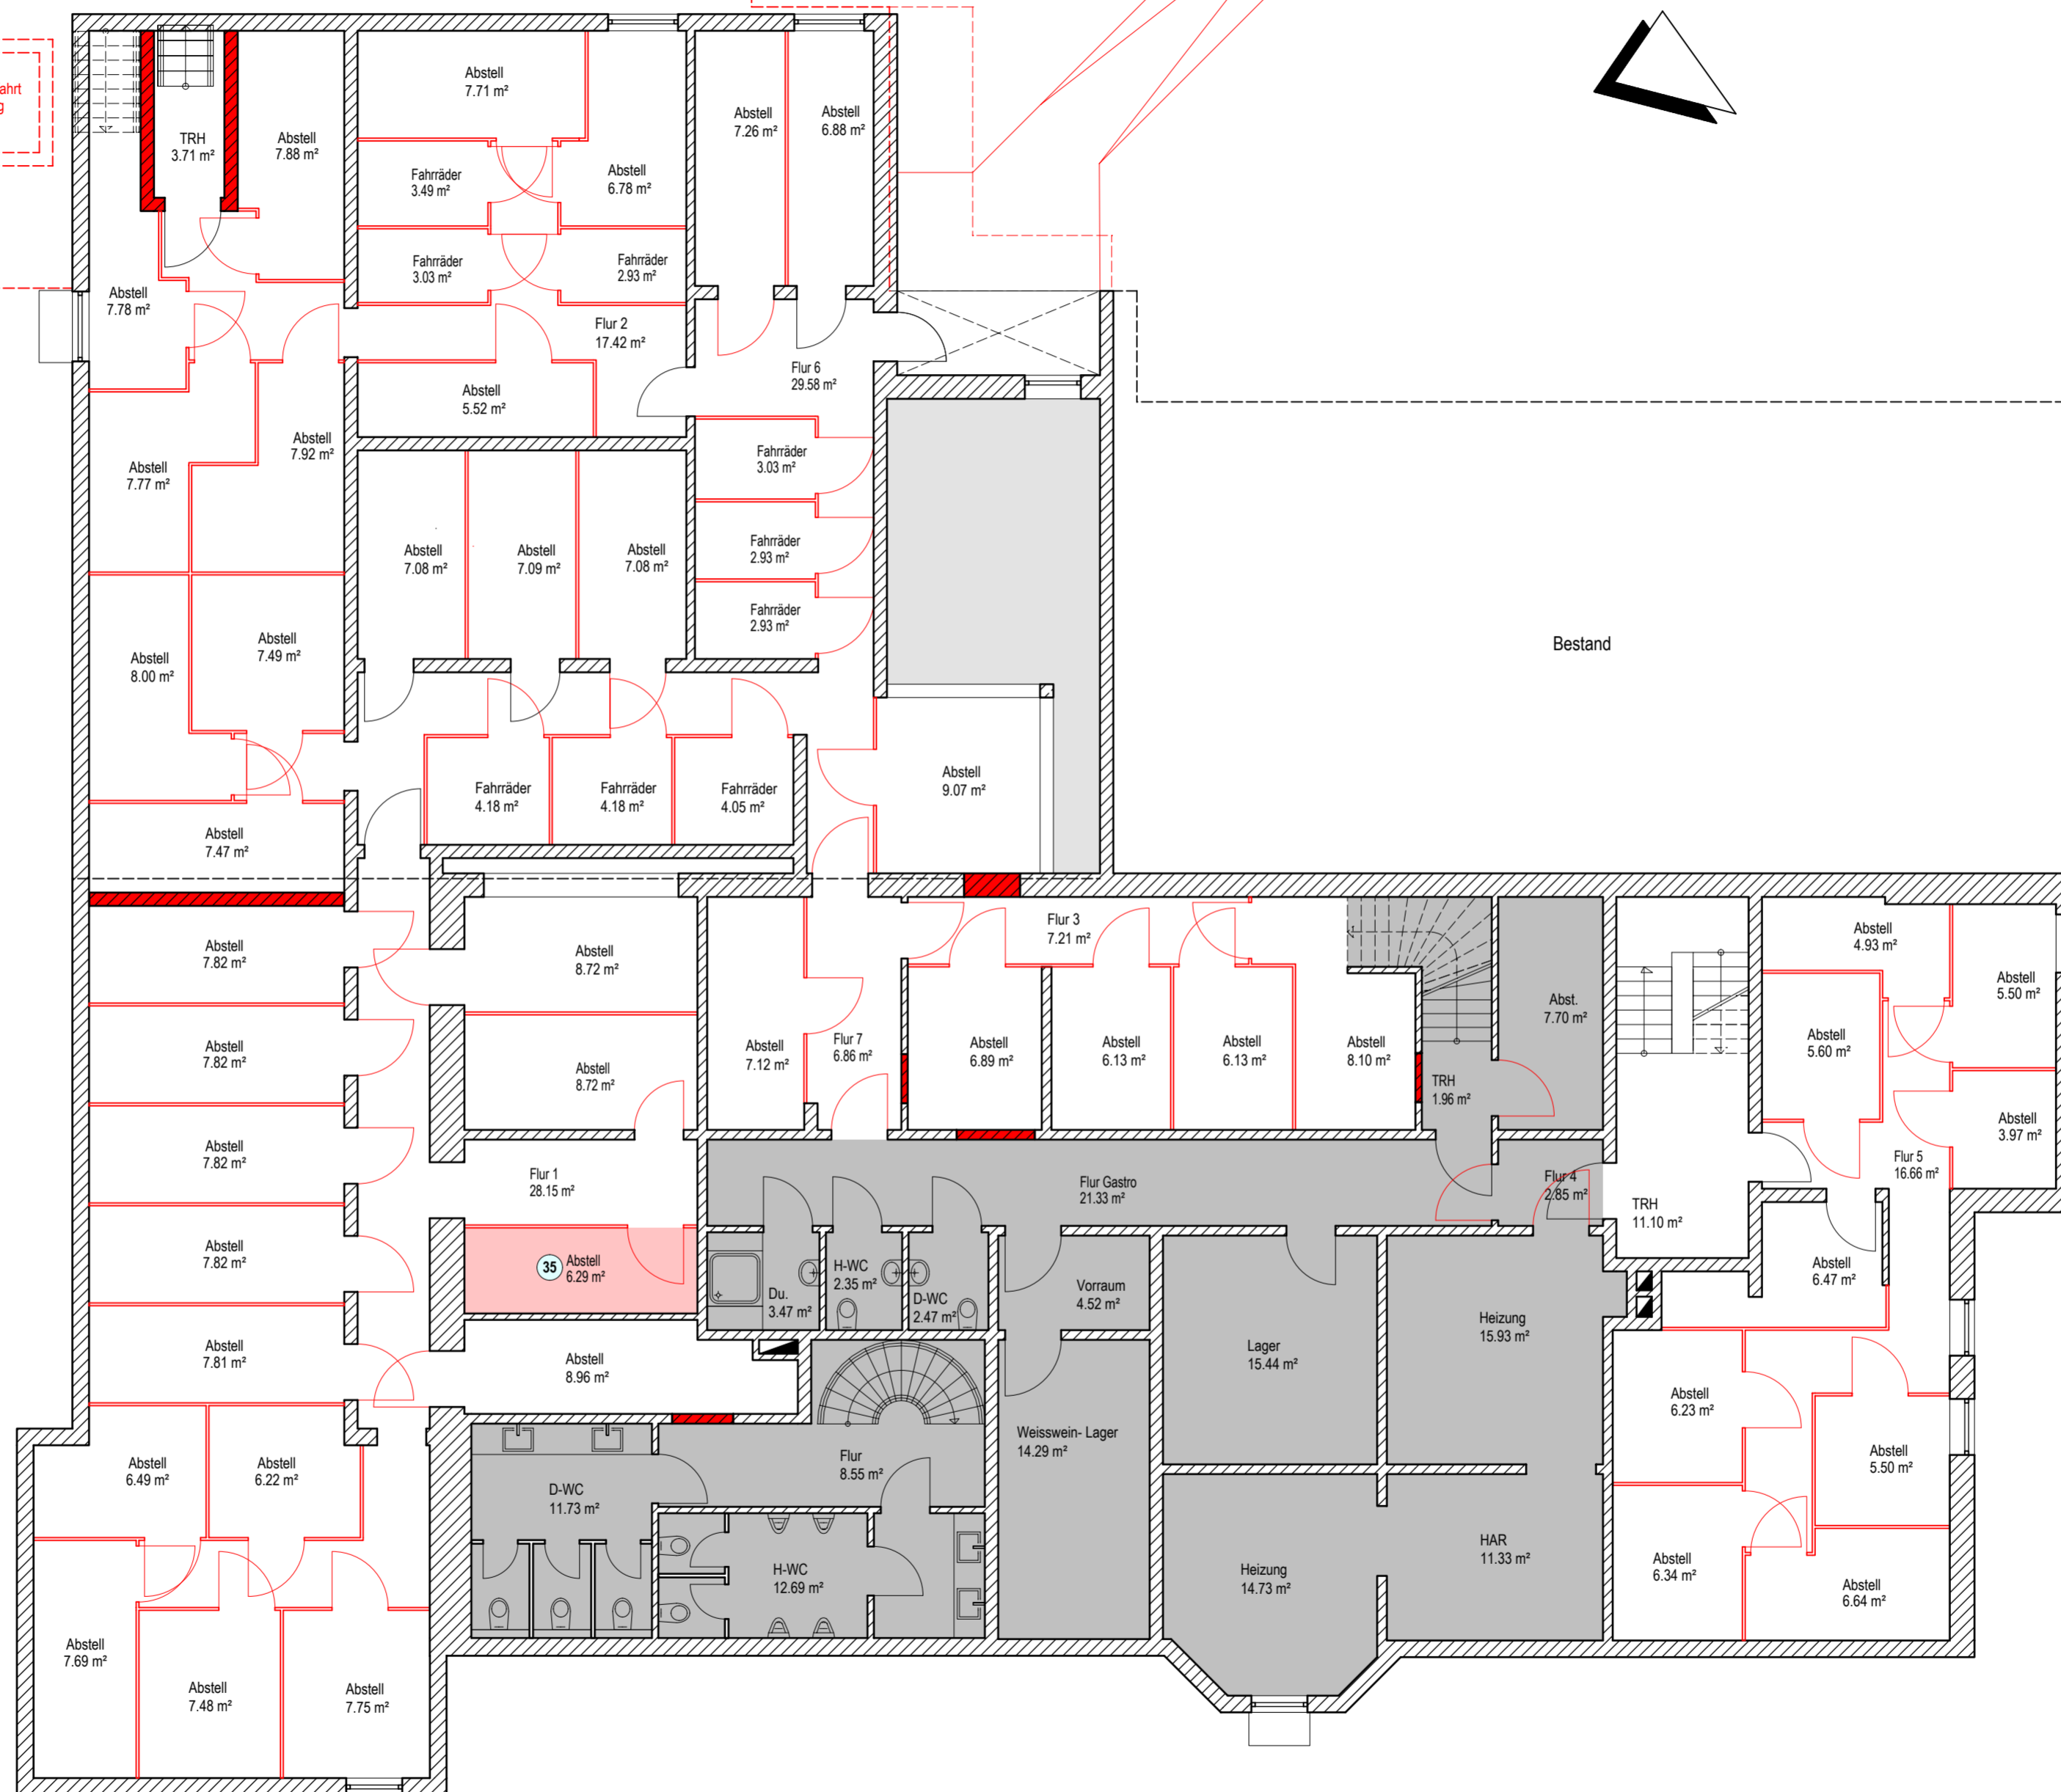 ahrt
g
TRH
3.71 m²
Abstell
7.88 m²
Abstell
7.71 m²
Abstell
7.26 m²
Abstell
6.88 m²
Fahrräder
3.49 m²
Abstell
6.78 m²
Fahrräder
3.03 m²
Fahrräder
2.93 m²
Abstell
7.78 m²
Flur 2
17.42 m²
Flur 6
29.58 m²
Abstell
5.52 m²
Abstell
7.92 m²
Abstell
7.77 m²
Fahrräder
3.03 m²
Abstell
7.08 m²
Abstell
7.09 m²
Abstell
7.08 m²
Fahrräder
2.93 m²
Fahrräder
2.93 m²
Abstell
8.00 m²
Abstell
7.49 m²
Bestand
Fahrräder
4.18 m²
Fahrräder
4.18 m²
Fahrräder
4.05 m²
Abstell
9.07 m²
Abstell
7.47 m²
Abstell
7.82 m²
Abstell
8.72 m²
Flur 3
7.21 m²
Abstell
4.93 m²
Abstell
5.50 m²
Abst.
7.70 m²
Abstell
7.82 m²
Abstell
8.72 m²
Abstell
7.12 m²
Flur 7
6.86 m²
Abstell
6.89 m²
Abstell
6.13 m²
Abstell
6.13 m²
Abstell
8.10 m²
Abstell
5.60 m²
TRH
1.96 m²
Abstell
3.97 m²
Abstell
7.82 m²
Flur 1
28.15 m²
Flur Gastro
21.33 m²
Flur 4
2.85 m²
Flur 5
16.66 m²
TRH
11.10 m²
Abstell
7.82 m²
35
Abstell
6.29 m²
Du.
3.47 m²
H-WC
2.35 m²
D-WC
2.47 m²
Vorraum
4.52 m²
Abstell
6.47 m²
Heizung
15.93 m²
Lager
15.44 m²
Abstell
7.81 m²
Abstell
8.96 m²
Abstell
6.23 m²
Weisswein- Lager
14.29 m²
Abstell
6.49 m²
Abstell
6.22 m²
Flur
8.55 m²
Abstell
5.50 m²
D-WC
11.73 m²
HAR
11.33 m²
Abstell
6.34 m²
H-WC
12.69 m²
Heizung
14.73 m²
Abstell
6.64 m²
Abstell
7.69 m²
Abstell
7.48 m²
Abstell
7.75 m²